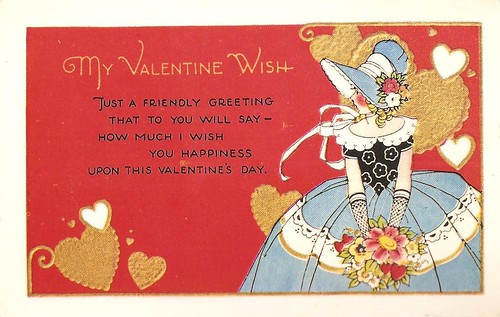 My Valentine Wish
Just a friendly greeting
that to you will say—
how much I wish
you happiness
upon this Valentine's Day.